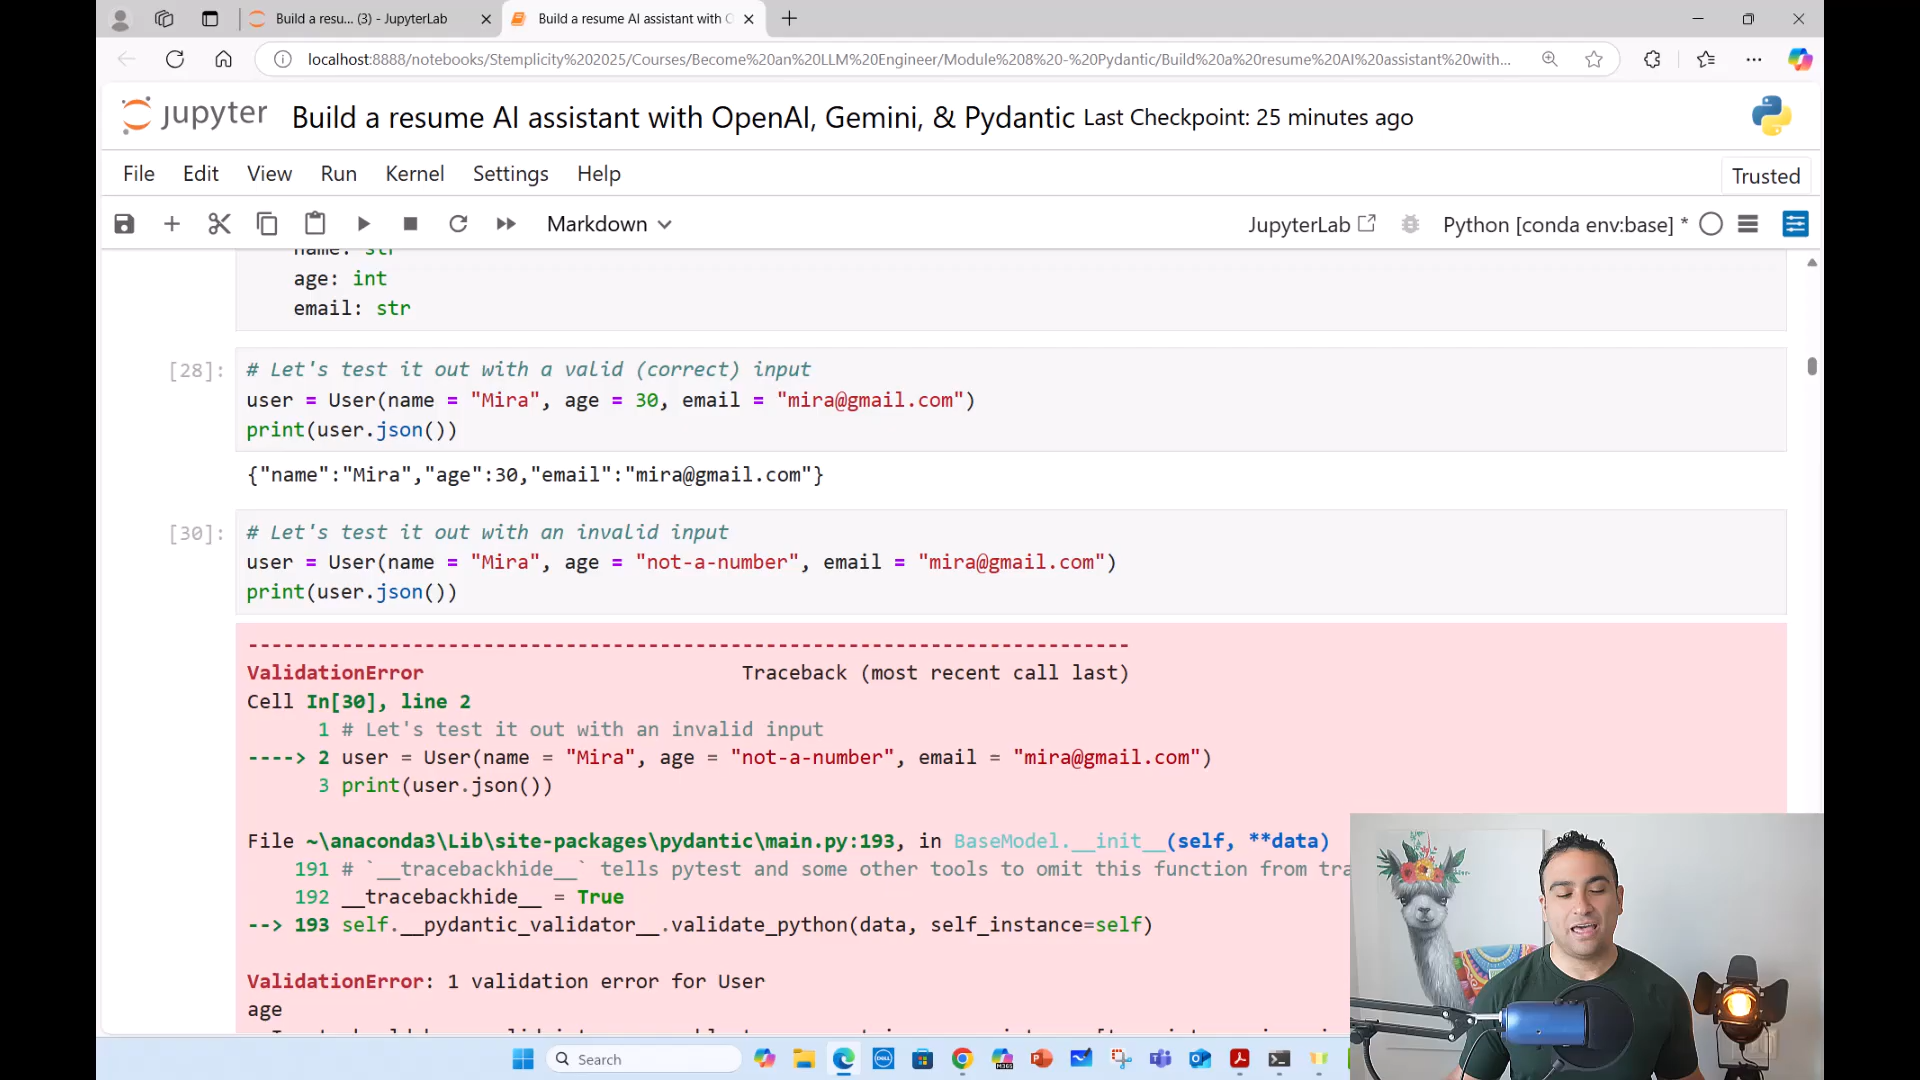 Build a resu... (3) - JupyterLab
Build a resume AI assistant with O
localhost:8888/notebooks/Stemplicity%202025/Courses/Become%20an%20LLM%20Engineer/Module%208%20-%20Pydantic/Build%20a%20resume%20AI%20assistant%20with...
jupyter
Build a resume AI assistant with OpenAI, Gemini, & Pydantic Last Checkpoint: 25 minutes ago
File Edit View Run Kernel Settings Help
Trusted
Markdown
JupyterLab
Python [conda env:base] *
name: str
age: int
email: str
[28]:
# Let's test it out with a valid (correct) input
user = User(name = "Mira", age = 30, email = "mira@gmail.com")
print(user.json())
{"name":"Mira","age":30,"email":"mira@gmail.com"}
[30]:
# Let's test it out with an invalid input
user = User(name = "Mira", age = "not-a-number", email = "mira@gmail.com")
print(user.json())
---------------------------------------------------------------------------
ValidationError Traceback (most recent call last)
Cell In[30], line 2
1 # Let's test it out with an invalid input
----> 2 user = User(name = "Mira", age = "not-a-number", email = "mira@gmail.com")
3 print(user.json())
File ~\anaconda3\Lib\site-packages\pydantic\main.py:193, in BaseModel.__init__(self, **data)
191 # `__tracebackhide__` tells pytest and some other tools to omit this function from tra
192 __tracebackhide__ = True
--> 193 self.__pydantic_validator__.validate_python(data, self_instance=self)
ValidationError: 1 validation error for User
age
Search